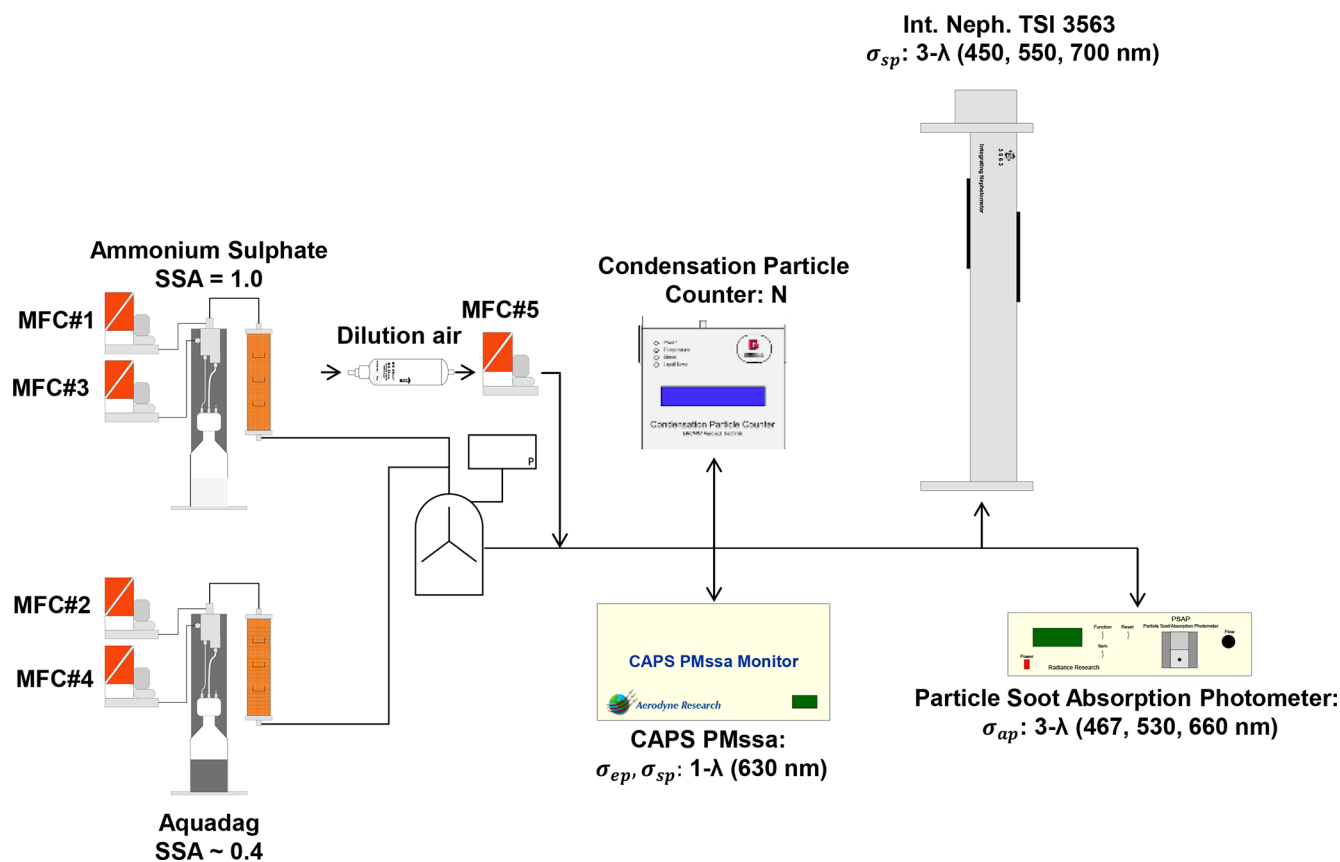 Int. Neph. TSI 3563
σsp: 3-λ (450, 550, 700 nm)
3563
Integrating Nephelometer
Ammonium Sulphate
SSA = 1.0
MFC#1
MFC#3
Dilution air
MFC#5
Condensation Particle
Counter: N
Condensation Particle Counter
P
MFC#2
MFC#4
Aquadag
SSA ~ 0.4
CAPS PMssa Monitor
Aerodyne Research
CAPS PMssa:
σep, σsp: 1-λ (630 nm)
PSAP
Particle Soot/Absorption Photometer
Function
Reset
Flow
Item
Power
Radiance Research
Particle Soot Absorption Photometer:
σap: 3-λ (467, 530, 660 nm)